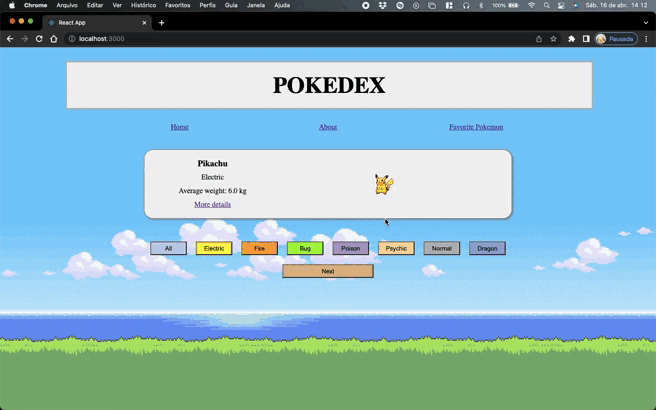 Chrome Arquivo Editar Ver Histórico Favoritos Perfis Guia Janela Ajuda 100% Sáb. 16 de abr. 14 12
React App
localhost:3000 Pausada
POKEDEX
Home About Favorite Pokemon
Pikachu
Electric
Average weight: 6.0 kg
More details
All Electric Fire Bug Poison Psychic Normal Dragon
Next